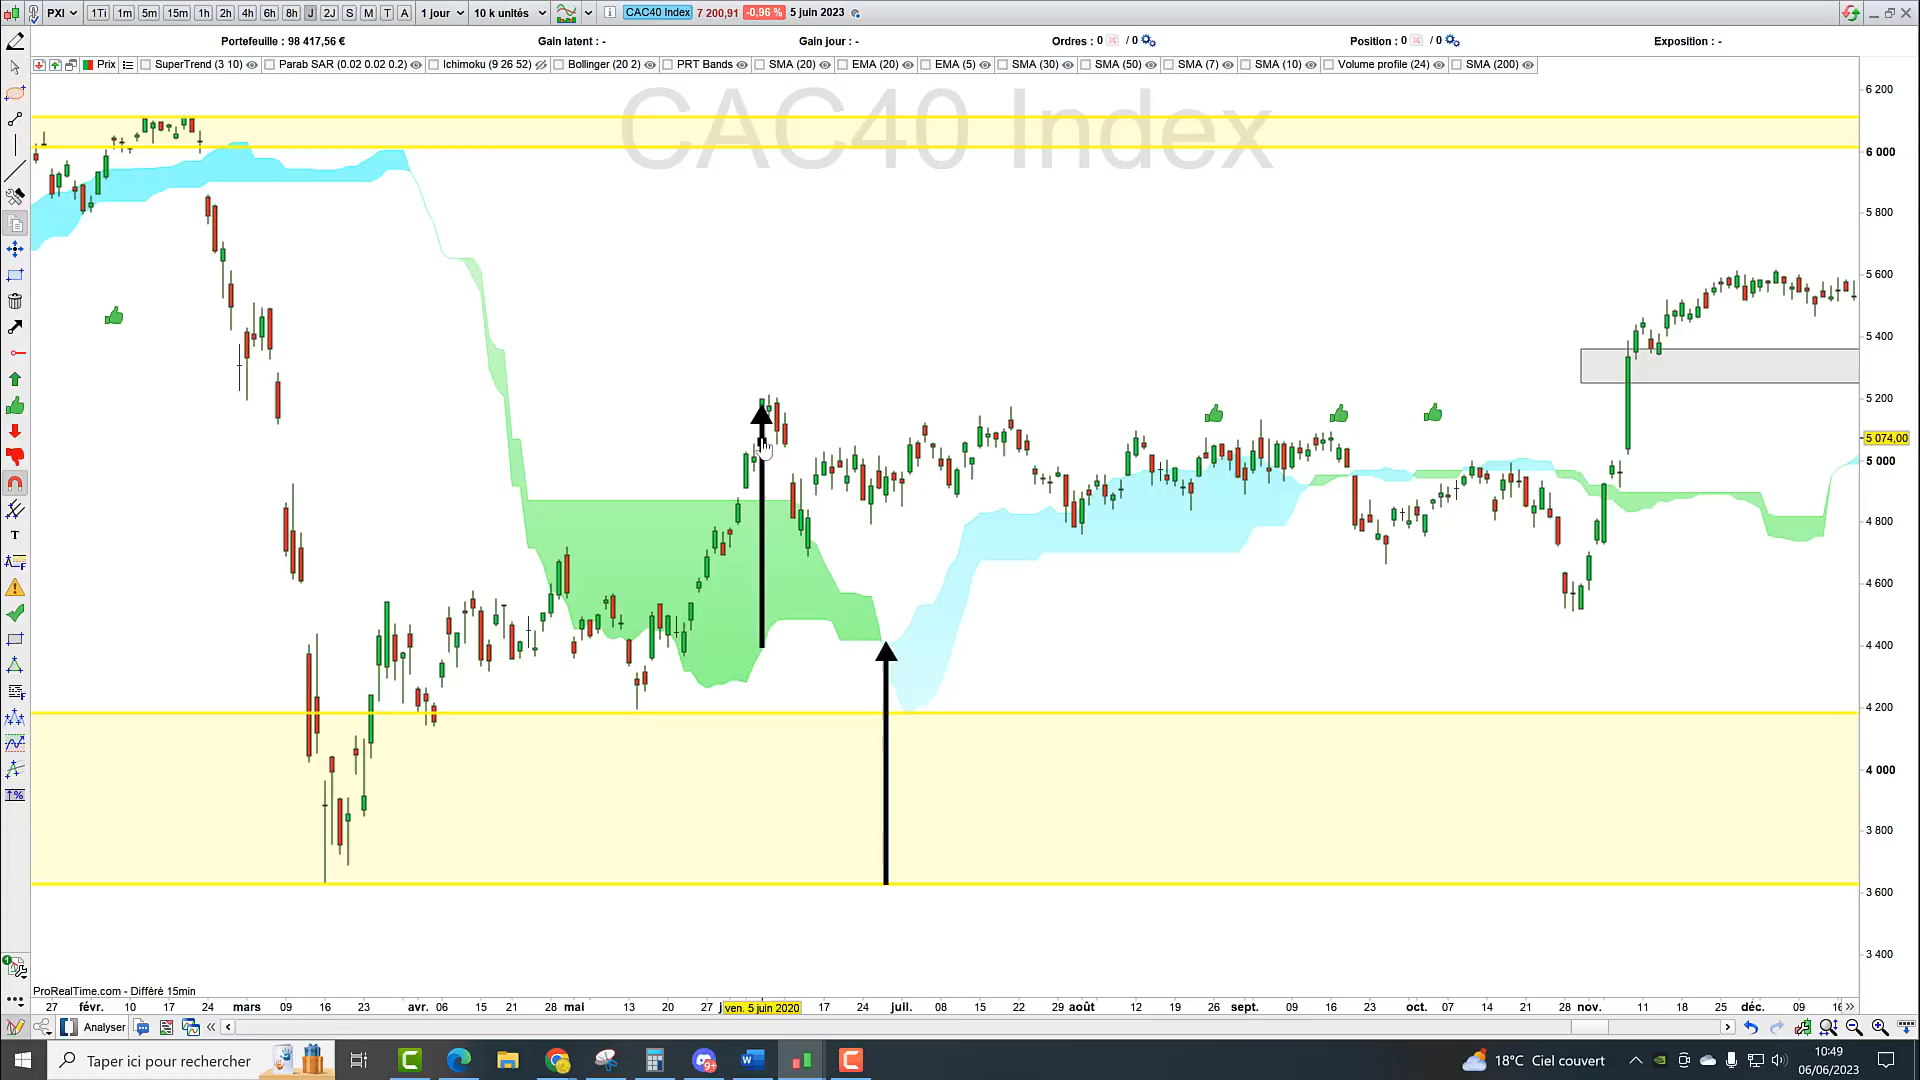 PXI 1Ti 1m 5m 15m 1h 2h 4h 6h 8h J 2J S M T A 1 jour 10 k unités CAC40 Index 7 200,91 -0,96 % 5 juin 2023
Portefeuille : 98 417,56 € Gain latent : - Gain jour : - Ordres : 0 / 0 Position : 0 / 0 Exposition : -
Prix SuperTrend (3 10) Parab SAR (0.02 0.02 0.2) Ichimoku (9 26 52) Bollinger (20 2) PRT Bands SMA (20) EMA (20) EMA (5) SMA (30) SMA (50) SMA (7) SMA (10) Volume profile (24) SMA (200)
CAC40 Index
6 200
6 000
5 800
5 600
5 400
5 200
5 074,00
5 000
4 800
4 600
4 400
4 200
4 000
3 800
3 600
3 400
ProRealTime.com - Différé 15min
27 févr. 10 17 24 mars 09 16 23 avr. 06 15 21 28 mai 13 20 27 ven. 5 juin 2020 17 24 juil. 08 15 22 29 août 12 19 26 sept. 09 16 23 oct. 07 14 21 28 nov. 11 18 25 déc. 09 16
Analyser
Taper ici pour rechercher 18°C Ciel couvert 10:49
06/06/2023